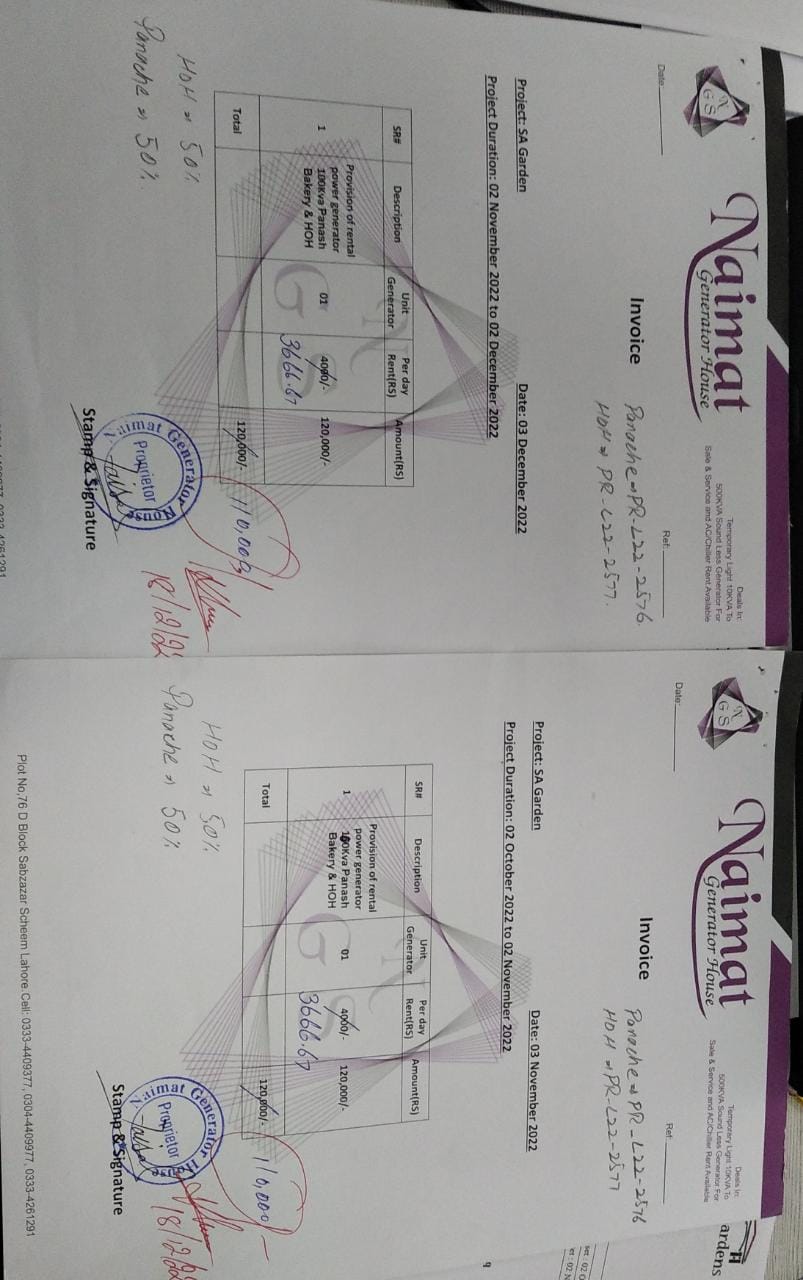 N
G S
Naimat
Generator House
Deals In:
Temporary Light 10KVA To
500KVA Sound Less Generator For
Sale & Service and AC/Chiller Rent Available
Date:
Ref:
Invoice
Panache => PR-L22-2576.
HOH => PR-L22-2577.
Project: SA Garden
Date: 03 December 2022
Project Duration: 02 November 2022 to 02 December 2022
SR# Description Unit Generator Per day Rent(RS) Amount(RS)
1 Provision of rental power generator 100Kva Panash Bakery & HOH 01 4000/- 120,000/-
3666.67
Total 120,000/-
110,000/-
HOH => 50%
Panache => 50%
Naimat Generator House
Proprietor
Stamp & Signature
18/12/22
N
G S
Naimat
Generator House
Deals In:
Temporary Light 10KVA To
500KVA Sound Less Generator For
Sale & Service and AC/Chiller Rent Available
Date:
Ref:
Invoice
Panache => PR-L22-2576
HOH => PR-L22-2577
Project: SA Garden
Date: 03 November 2022
Project Duration: 02 October 2022 to 02 November 2022
SR# Description Unit Generator Per day Rent(RS) Amount(RS)
1 Provision of rental power generator 100Kva Panash Bakery & HOH 01 4000/- 120,000/-
3666.67
Total 120,000/-
110,000/-
HOH => 50%
Panache => 50%
Naimat Generator House
Proprietor
Stamp & Signature
18/12/22
Plot No,76 D Block Sabzazar Scheem Lahore.Cell: 0333-4409377, 0304-4409977, 0333-4261291
ardens